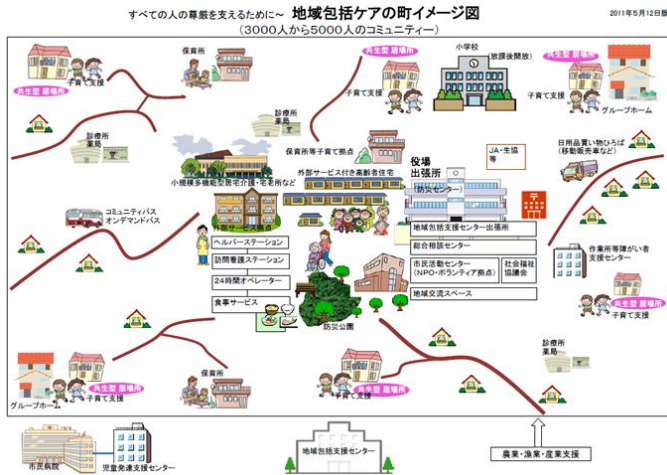 すべての人の尊厳を支えるために～ 地域包括ケアの町イメージ図
2011年5月12日版
(3000人から5000人のコミュニティー)
共生型 居場所
子育て支援
保育所
共生型 居場所
子育て支援
小学校
(放課後開放)
共生型 居場所
子育て支援
グループホーム
診療所
薬局
診療所
薬局
保育所等子育て拠点
役場
出張所
(防災センター)
JA・生協
等
日用品買い物ひろば
(移動販売車など)
小規模多機能型居宅介護・宅老所など
外部サービス付き高齢者住宅
コミュニティバス
オンデマンドバス
外部サービス拠点
ヘルパーステーション
訪問看護ステーション
24時間オペレーター
食事サービス
地域包括支援センター出張所
総合相談センター
市民活動センター
(NPO・ボランティア拠点)
社会福祉
協議会
地域交流スペース
作業所等障がい者
支援センター
共生型 居場所
子育て支援
防災公園
診療所
薬局
共生型 居場所
子育て支援
グループホーム
保育所
共生型 居場所
子育て支援
市民病院
児童発達支援センター
地域包括支援センター
農業・漁業・産業支援